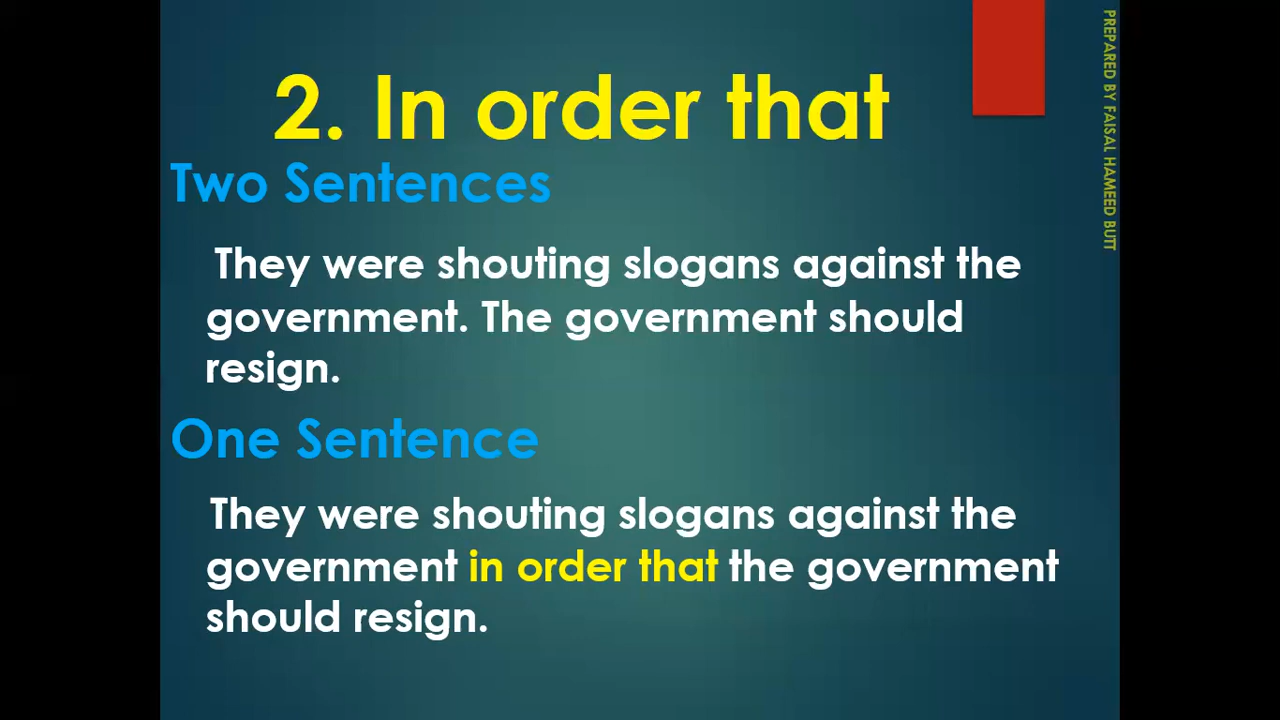 2. In order that
Two Sentences
They were shouting slogans against the
government. The government should
resign.
One Sentence
They were shouting slogans against the
government in order that the government
should resign.
PREPARED BY FAISAL HAMEED BUTT